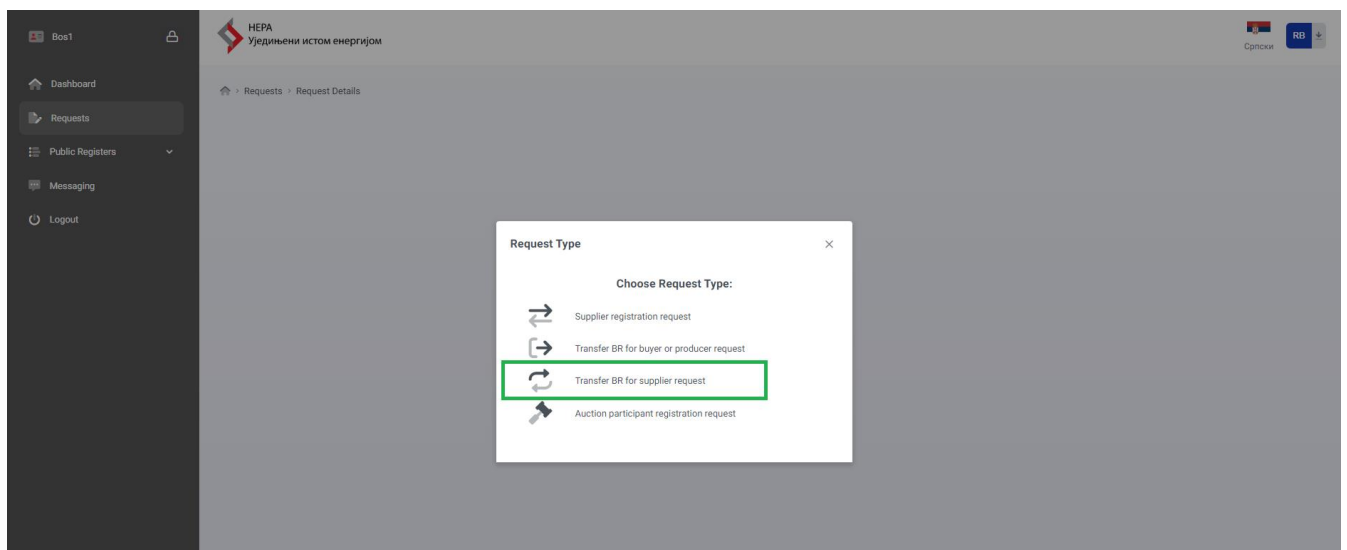 Bos1
НЕРА
Уједињени истом енергијом
Српски
RB
Dashboard
Requests
Public Registers
Messaging
Logout
Requests > Request Details
Request Type
Choose Request Type:
Supplier registration request
Transfer BR for buyer or producer request
Transfer BR for supplier request
Auction participant registration request